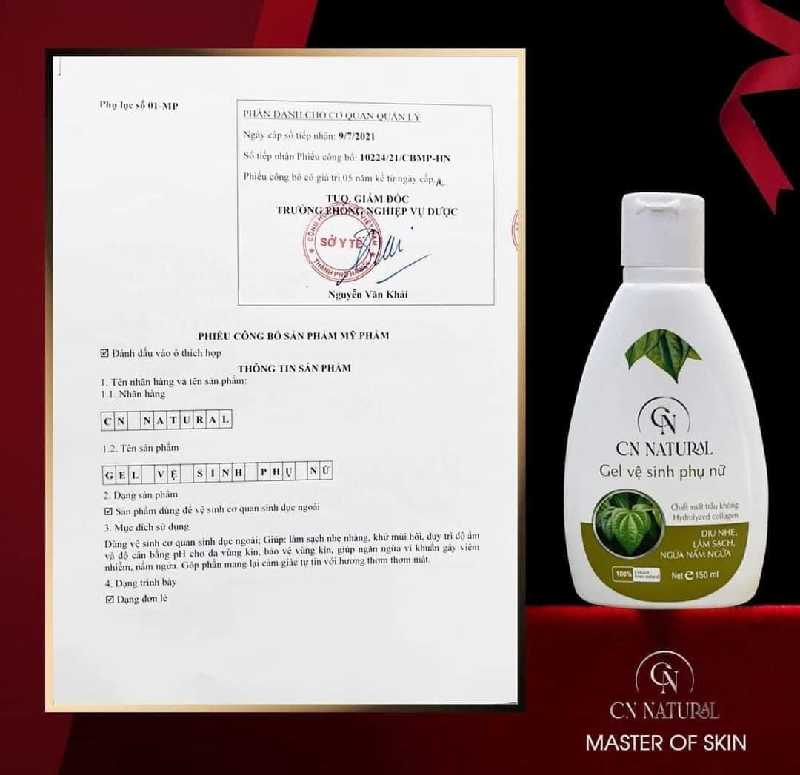 Phụ lục số 01-MP
PHẦN DÀNH CHO CƠ QUAN QUẢN LÝ
Ngày cấp số tiếp nhận: 9/7/2021
Số tiếp nhận Phiếu công bố: 10224/21/CBMP-HN
Phiếu công bố có giá trị 05 năm kể từ ngày cấp.
TUQ. GIÁM ĐỐC
TRƯỞNG PHÒNG NGHIỆP VỤ DƯỢC
SỞ Y TẾ
Nguyễn Văn Khải
PHIẾU CÔNG BỐ SẢN PHẨM MỸ PHẨM
☑ Đánh dấu vào ô thích hợp
THÔNG TIN SẢN PHẨM
1. Tên nhãn hàng và tên sản phẩm:
1.1. Nhãn hàng
CN NATURAL
1.2. Tên sản phẩm
GEL VỆ SINH PHỤ NỮ
2. Dạng sản phẩm
☑ Sản phẩm dùng để vệ sinh cơ quan sinh dục ngoài
3. Mục đích sử dụng
Dùng vệ sinh cơ quan sinh dục ngoài; Giúp: làm sạch nhẹ nhàng, khử mùi hôi, duy trì độ ẩm
và độ cân bằng pH cho da vùng kín, bảo vệ vùng kín, giúp ngăn ngừa vi khuẩn gây viêm
nhiễm, nấm ngứa. Góp phần mang lại cảm giác tự tin với hương thơm thơm mát.
4. Dạng trình bày
☑ Dạng đơn lẻ
CN
CN NATURAL
Gel vệ sinh phụ nữ
Chiết xuất trầu không
Hydrolyzed collagen
DỊU NHẸ,
LÀM SẠCH,
NGỪA NẤM NGỨA
100%
Net e 150 ml
CN
CN NATURAL
MASTER OF SKIN